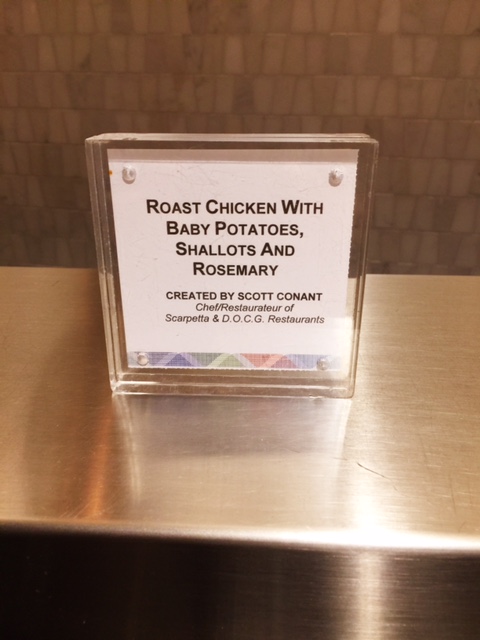 ROAST CHICKEN WITH
BABY POTATOES,
SHALLOTS AND
ROSEMARY
CREATED BY SCOTT CONANT
Chef/Restaurateur of
Scarpetta & D.O.C.G. Restaurants